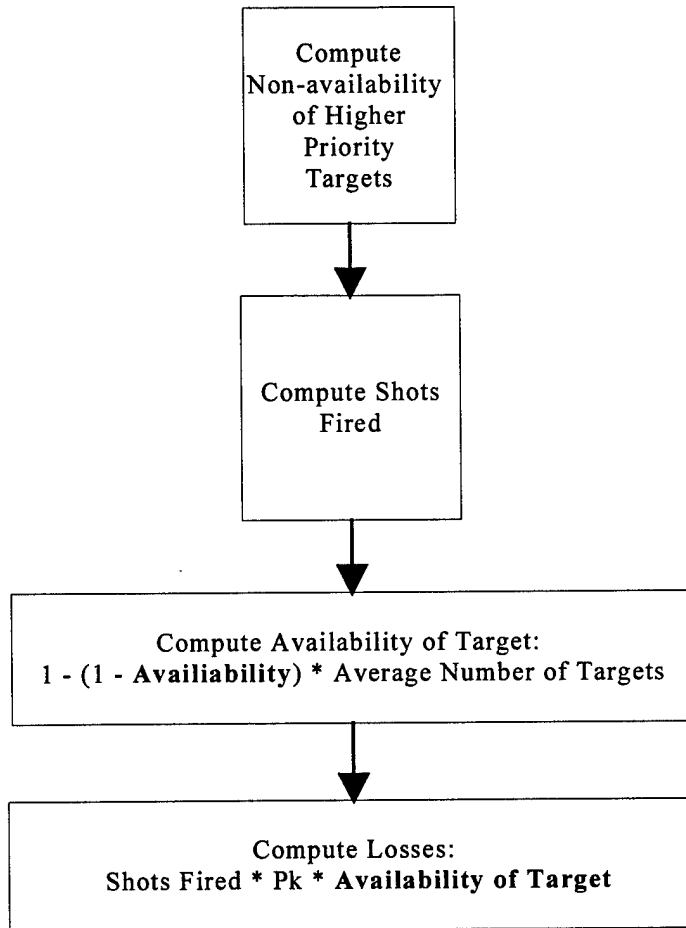 Compute
Non-availability
of Higher
Priority
Targets
Compute Shots
Fired
Compute Availability of Target:
1 - (1 - Availiability) * Average Number of Targets
Compute Losses:
Shots Fired * Pk * Availability of Target